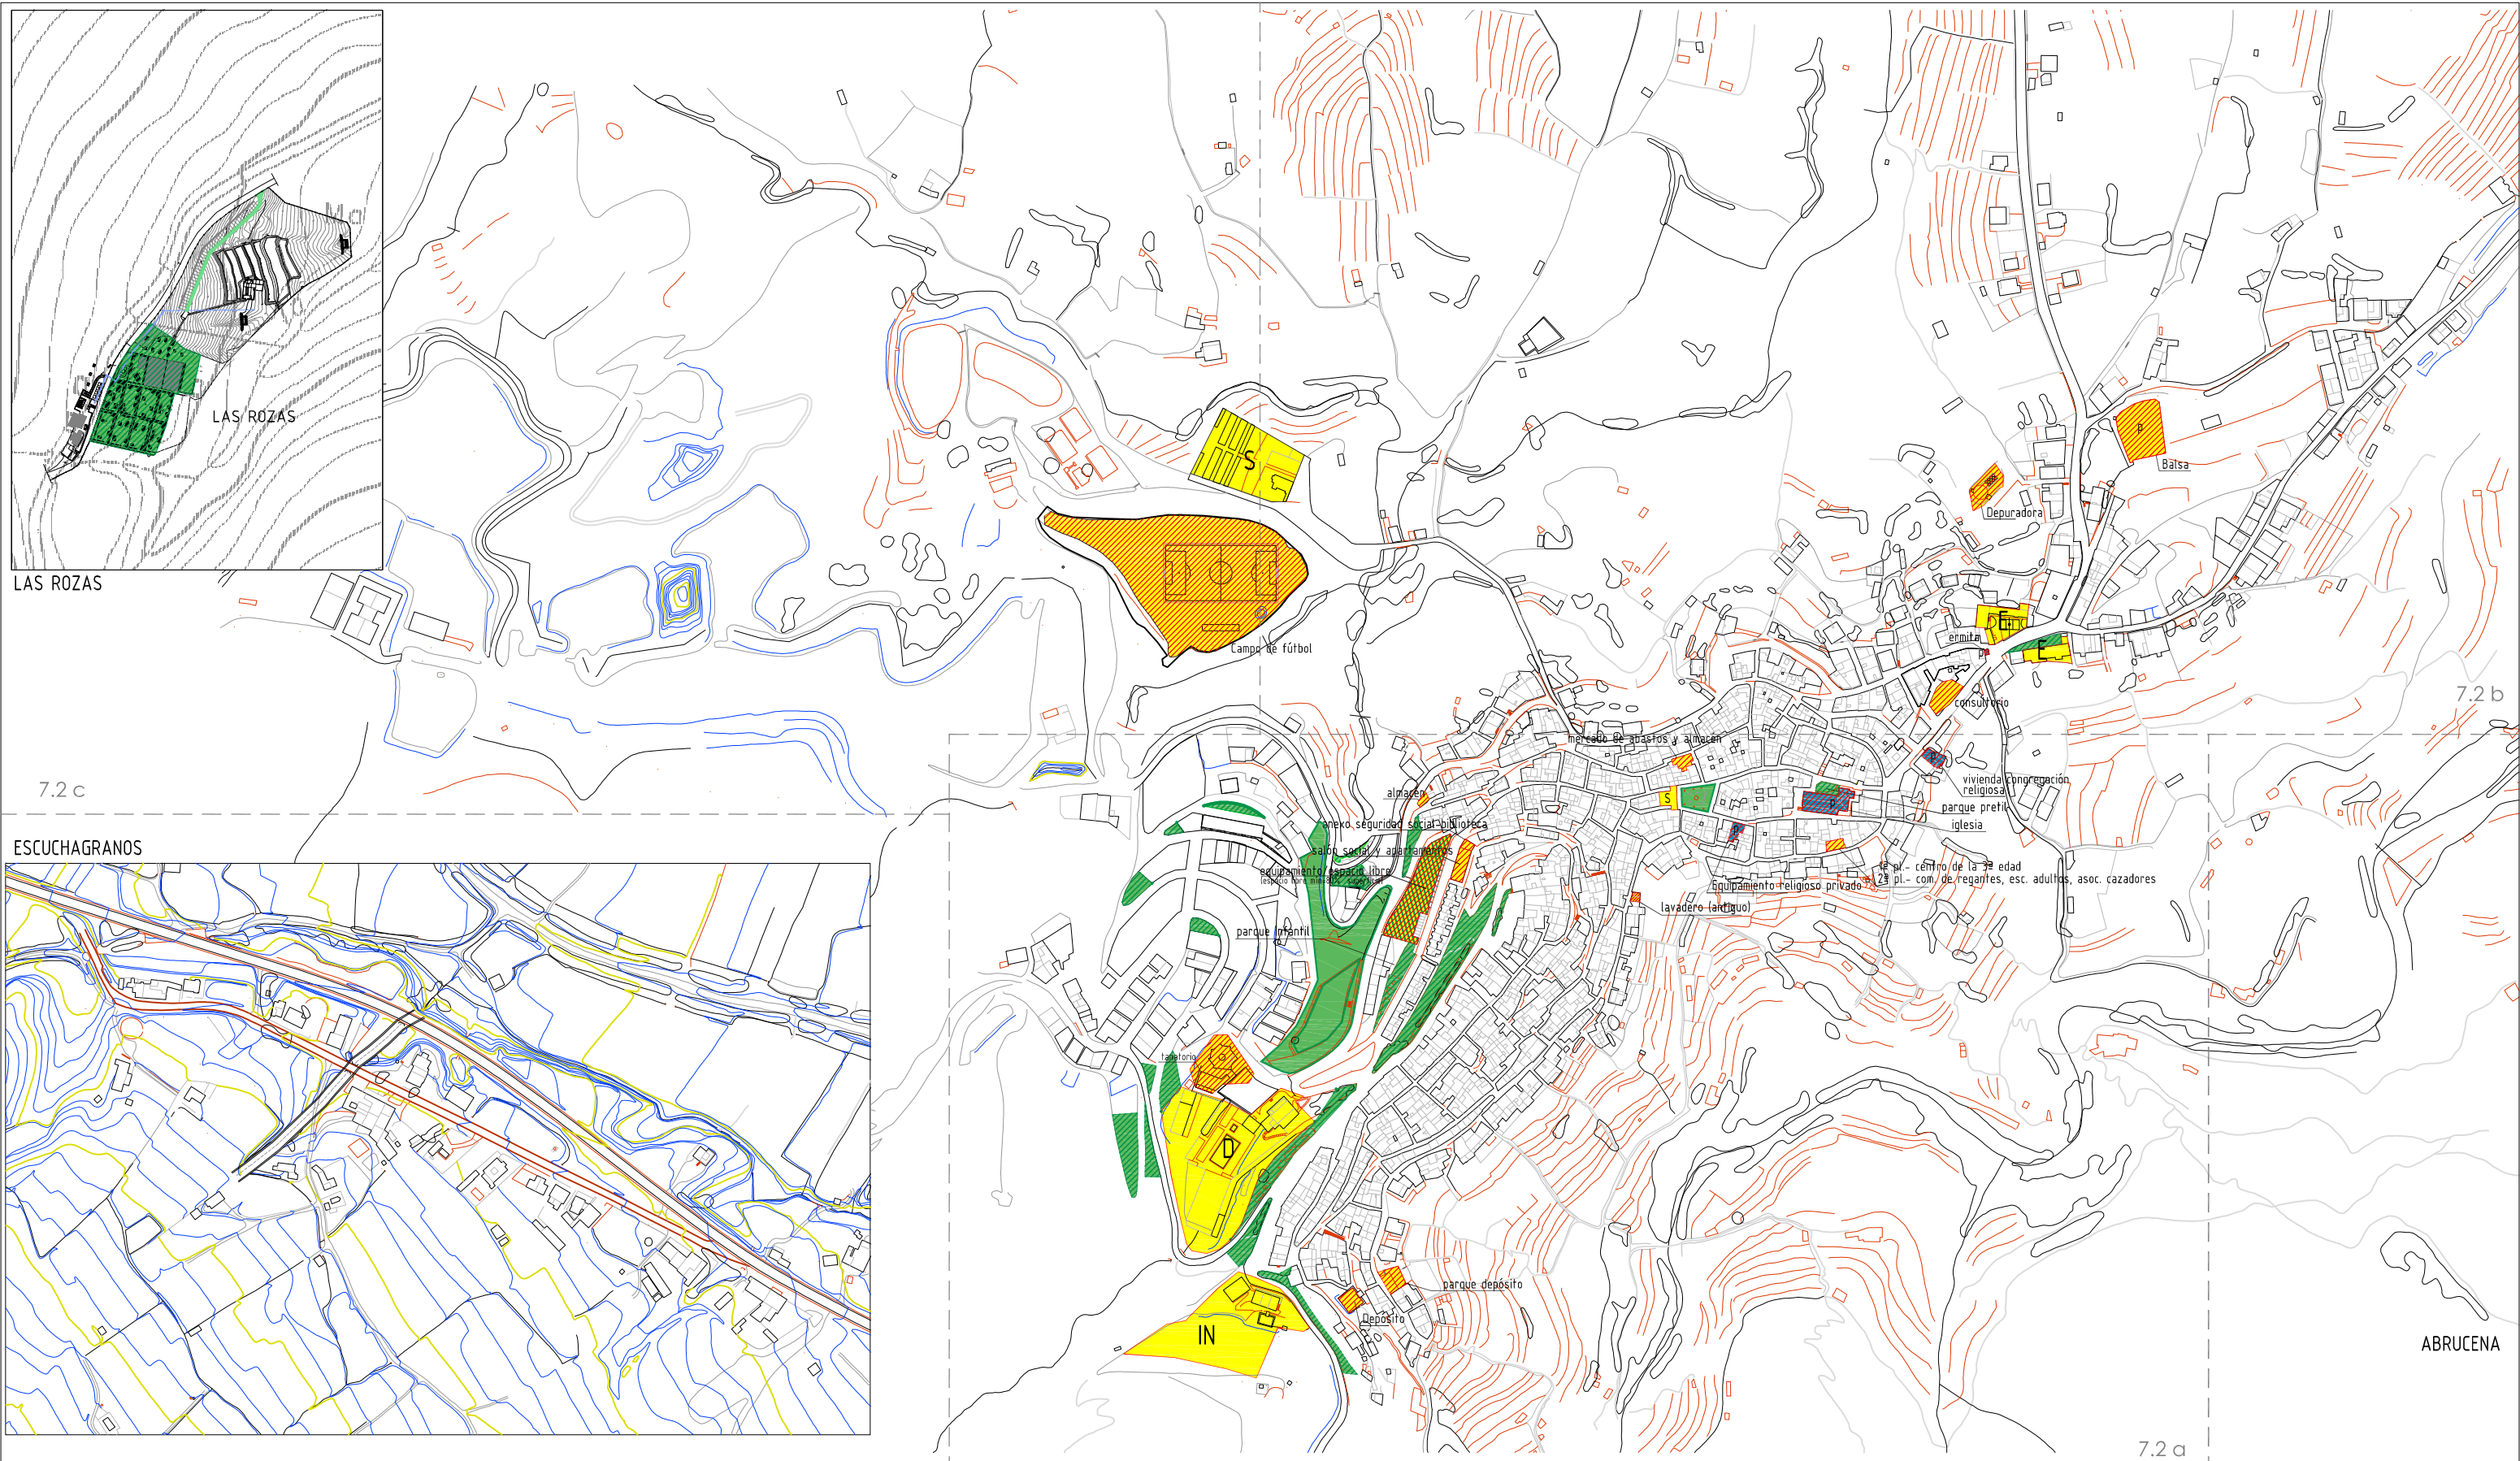 LAS ROZAS
LAS ROZAS
S
P
Balsa
Depuradora
Campo de fútbol
E
ermita
E
consultorio
7.2 b
mercado de abastos y almacén
7.2 c
almacén
S
P
vivienda congregación
religiosa
parque pretil
iglesia
anexo seguridad social-biblioteca
salón social y apartamentos
equipamiento/espacio libre
1ª pl.- centro de la 3ª edad
2ª pl.- com. de regantes, esc. adultos, asoc. cazadores
Equipamiento religioso privado
lavadero (antiguo)
parque infantil
ESCUCHAGRANOS
tanatorio
D
parque depósito
Depósito
IN
ABRUCENA
7.2 a